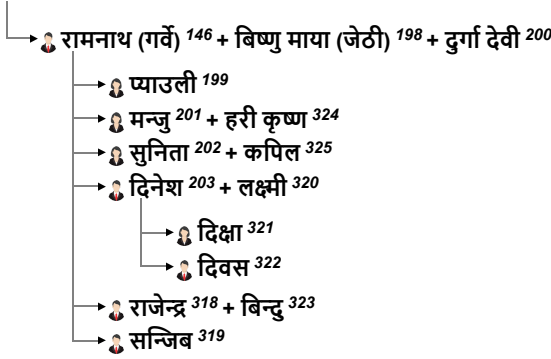 रामनाथ (गर्वे) 146 + बिष्णु माया (जेठी) 198 + दुर्गा देवी 200
प्याउली 199
मन्जु 201 + हरी कृष्ण 324
सुनिता 202 + कपिल 325
दिनेश 203 + लक्ष्मी 320
दिक्षा 321
दिवस 322
राजेन्द्र 318 + बिन्दु 323
सन्जिब 319